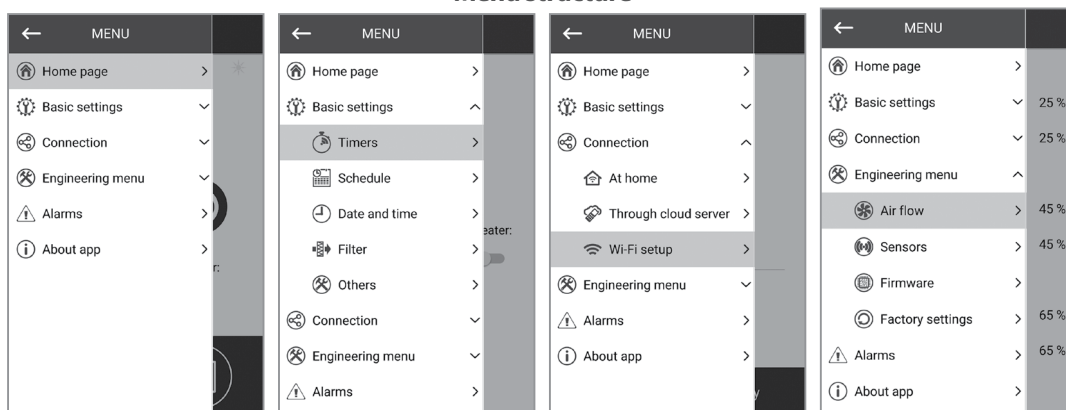 Menu structure
MENU
Home page
Basic settings
Connection
Engineering menu
Alarms
About app
r:
MENU
Home page
Basic settings
Timers
Schedule
Date and time
Filter
Others
Connection
Engineering menu
Alarms
eater:
MENU
Home page
Basic settings
Connection
At home
Through cloud server
Wi-Fi setup
Engineering menu
Alarms
About app
y
MENU
Home page
Basic settings
Connection
Engineering menu
Air flow
Sensors
Firmware
Factory settings
Alarms
About app
25 %
25 %
45 %
45 %
65 %
65 %